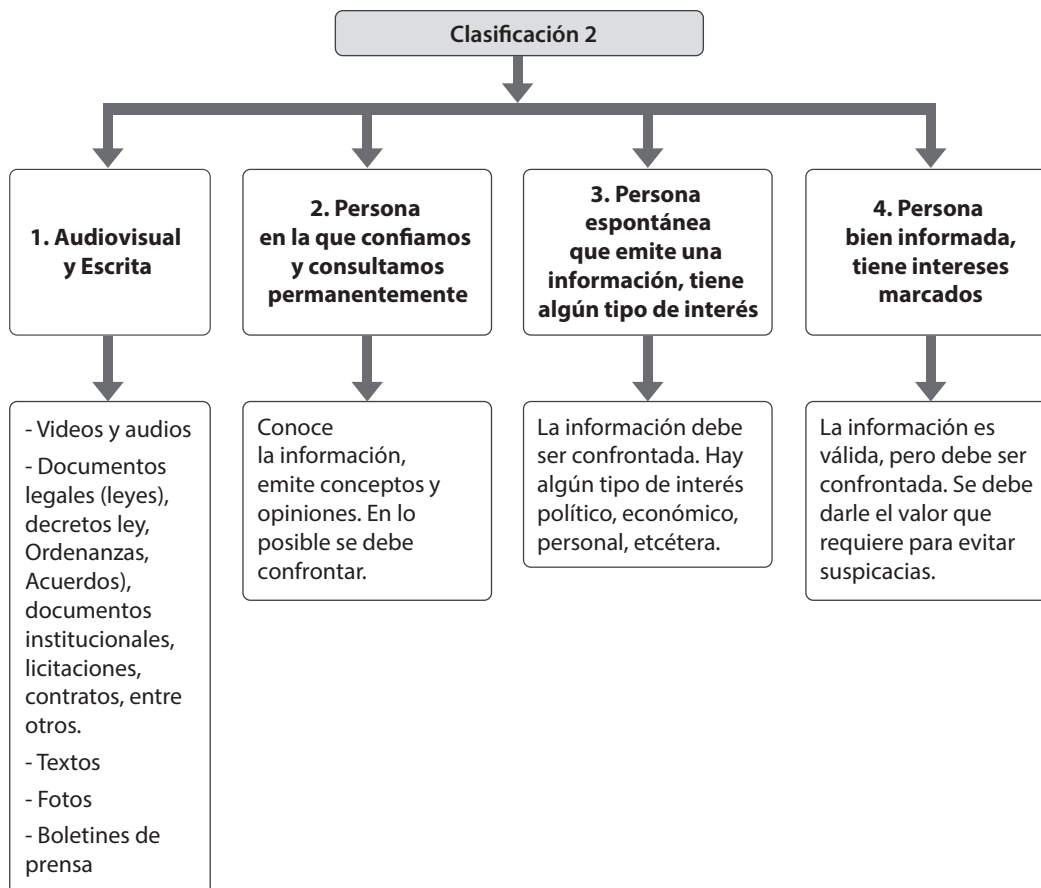 Clasificación 2
1. Audiovisual
y Escrita
2. Persona
en la que confiamos
y consultamos
permanentemente
3. Persona
espontánea
que emite una
información, tiene
algún tipo de interés
4. Persona
bien informada,
tiene intereses
marcados
- Videos y audios
- Documentos
legales (leyes),
decretos ley,
Ordenanzas,
Acuerdos),
documentos
institucionales,
licitaciones,
contratos, entre
otros.
- Textos
- Fotos
- Boletines de
prensa
Conoce
la información,
emite conceptos y
opiniones. En lo
posible se debe
confrontar.
La información debe
ser confrontada. Hay
algún tipo de interés
político, económico,
personal, etcétera.
La información es
válida, pero debe ser
confrontada. Se debe
darle el valor que
requiere para evitar
suspicacias.